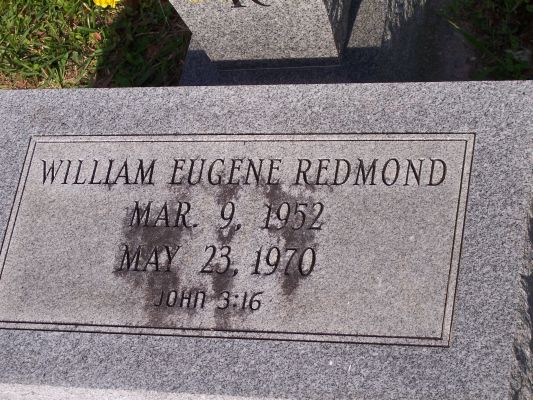 WILLIAM EUGENE REDMOND
MAR. 9, 1952
MAY 23, 1970
JOHN 3:16